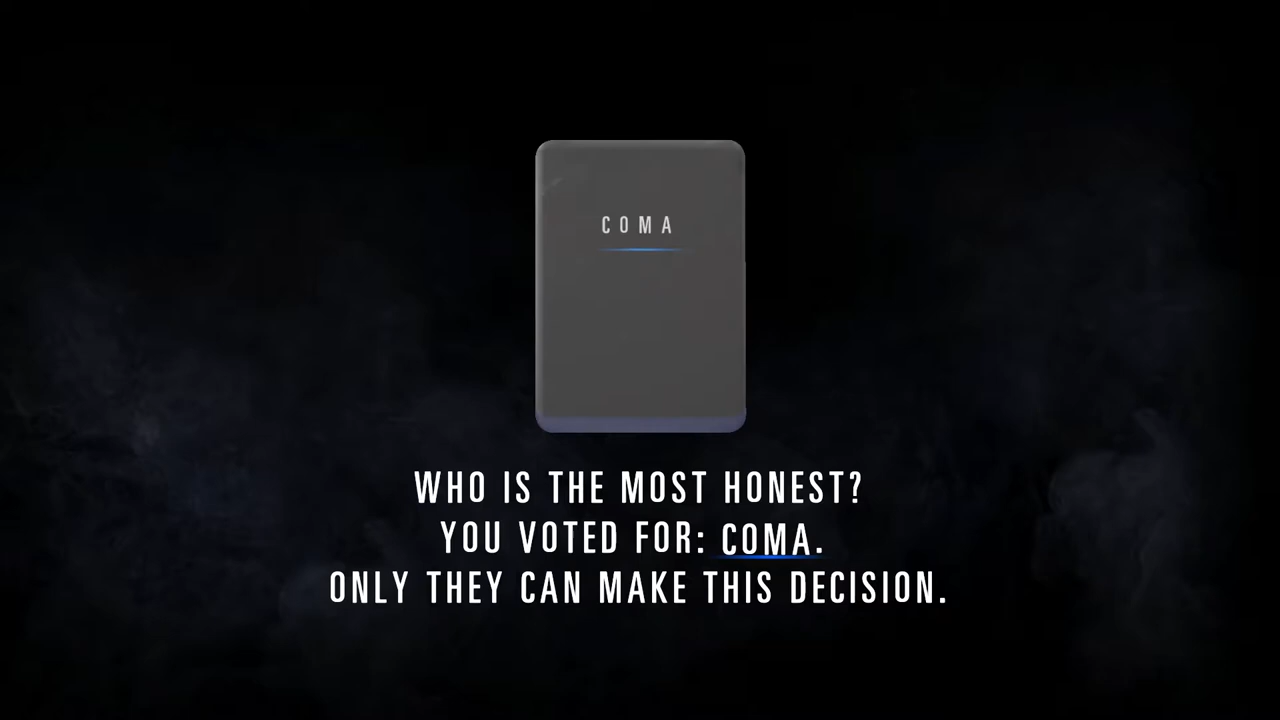 COMA
WHO IS THE MOST HONEST?
YOU VOTED FOR: COMA.
ONLY THEY CAN MAKE THIS DECISION.